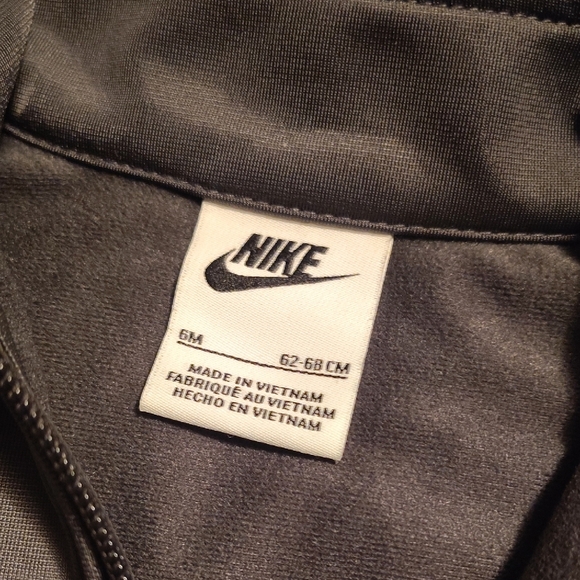 NIKE
6M 62-68 CM
MADE IN VIETNAM
FABRIQUÉ AU VIETNAM
HECHO EN VIETNAM